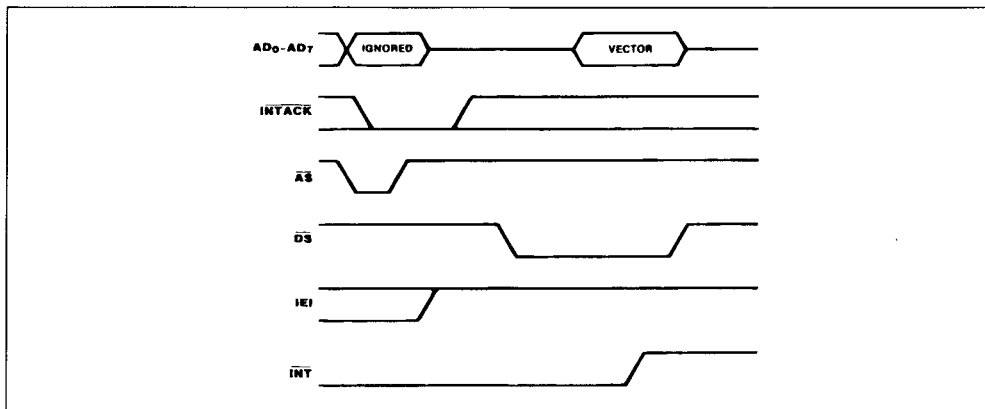 AD₀-AD₇ IGNORED VECTOR
INTACK
AS
DS
IEI
INT